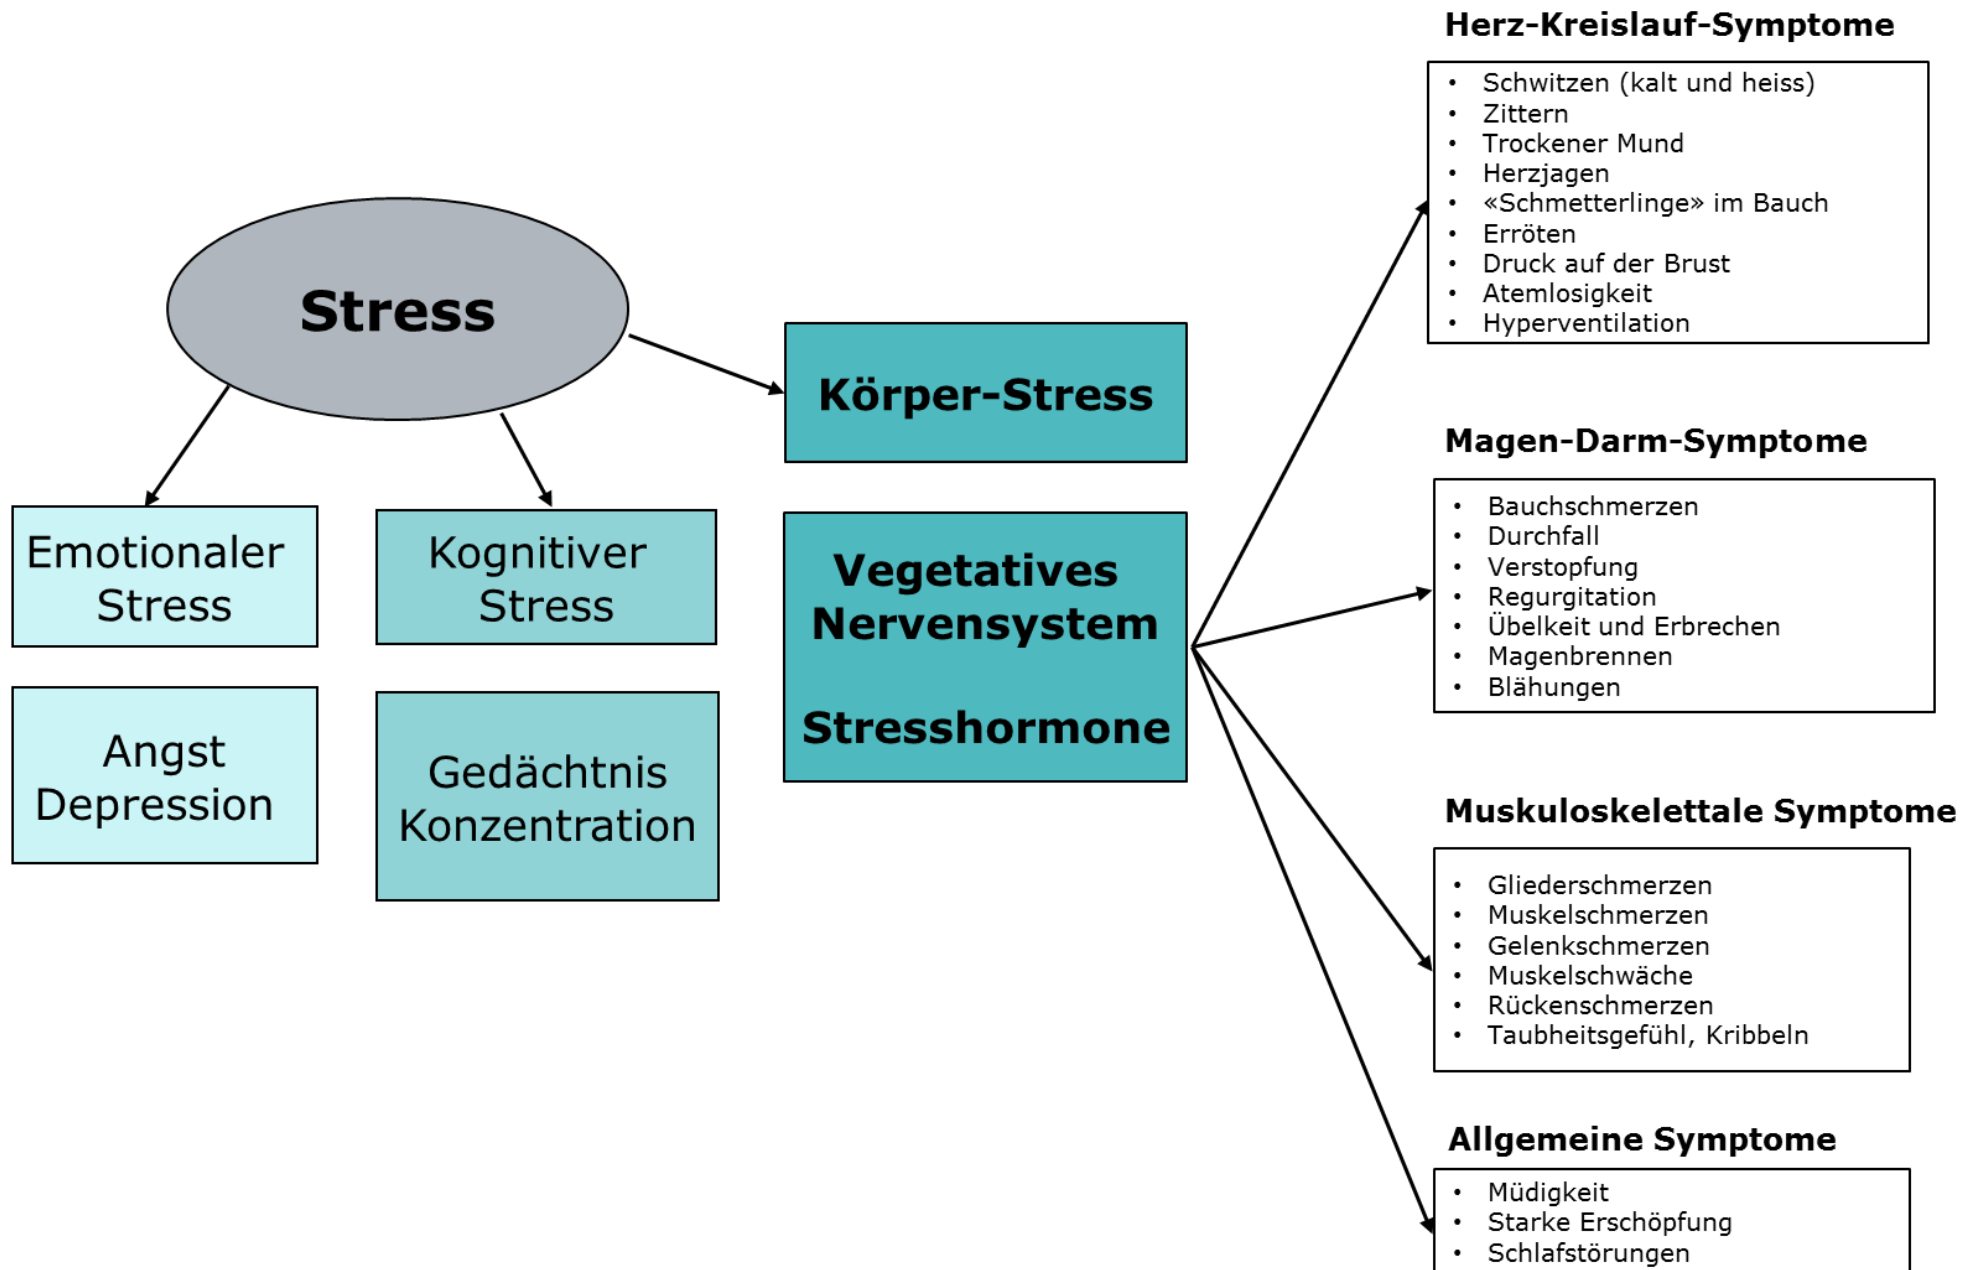 Stress
Emotionaler
Stress
Angst
Depression
Kognitiver
Stress
Gedächtnis
Konzentration
Körper-Stress
Vegetatives
Nervensystem
Stresshormone
Herz-Kreislauf-Symptome
• Schwitzen (kalt und heiss)
• Zittern
• Trockener Mund
• Herzjagen
• «Schmetterlinge» im Bauch
• Erröten
• Druck auf der Brust
• Atemlosigkeit
• Hyperventilation
Magen-Darm-Symptome
• Bauchschmerzen
• Durchfall
• Verstopfung
• Regurgitation
• Übelkeit und Erbrechen
• Magenbrennen
• Blähungen
Muskuloskelettale Symptome
• Gliederschmerzen
• Muskelschmerzen
• Gelenkschmerzen
• Muskelschwäche
• Rückenschmerzen
• Taubheitsgefühl, Kribbeln
Allgemeine Symptome
• Müdigkeit
• Starke Erschöpfung
• Schlafstörungen